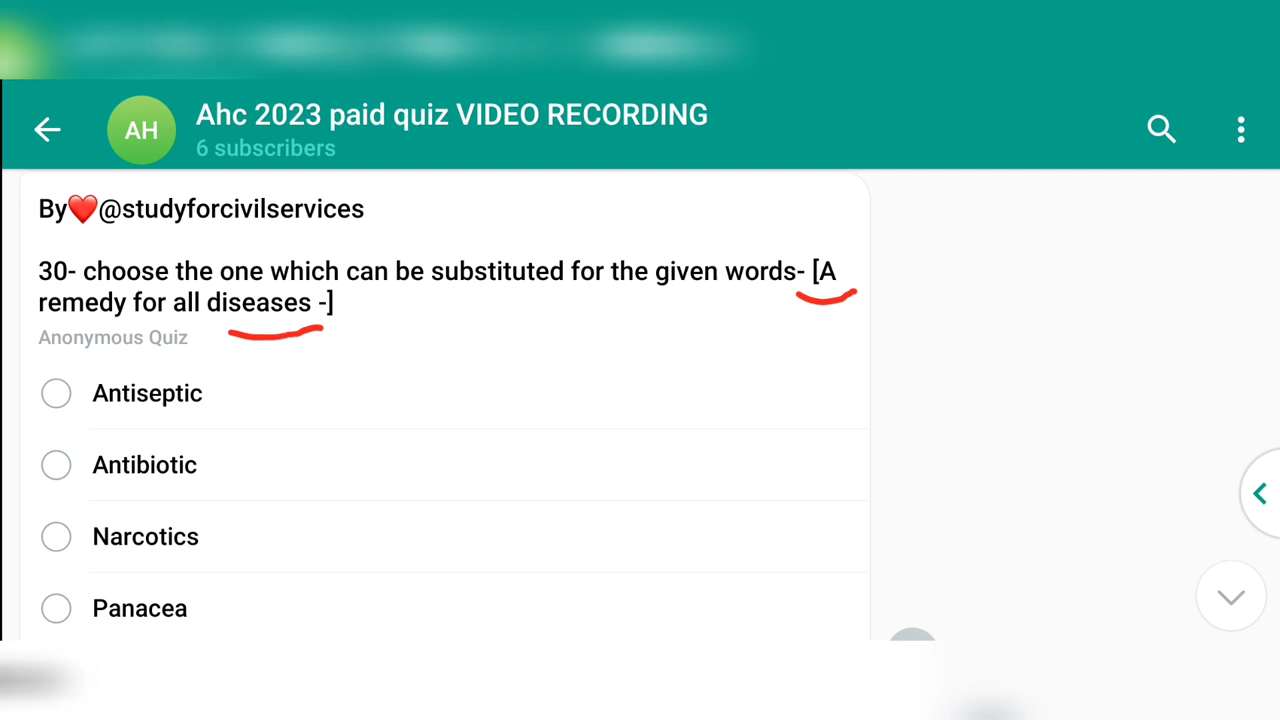 AH
Ahc 2023 paid quiz VIDEO RECORDING
6 subscribers
By❤️@studyforcivilservices
30- choose the one which can be substituted for the given words- [A
remedy for all diseases -]
Anonymous Quiz
Antiseptic
Antibiotic
Narcotics
Panacea